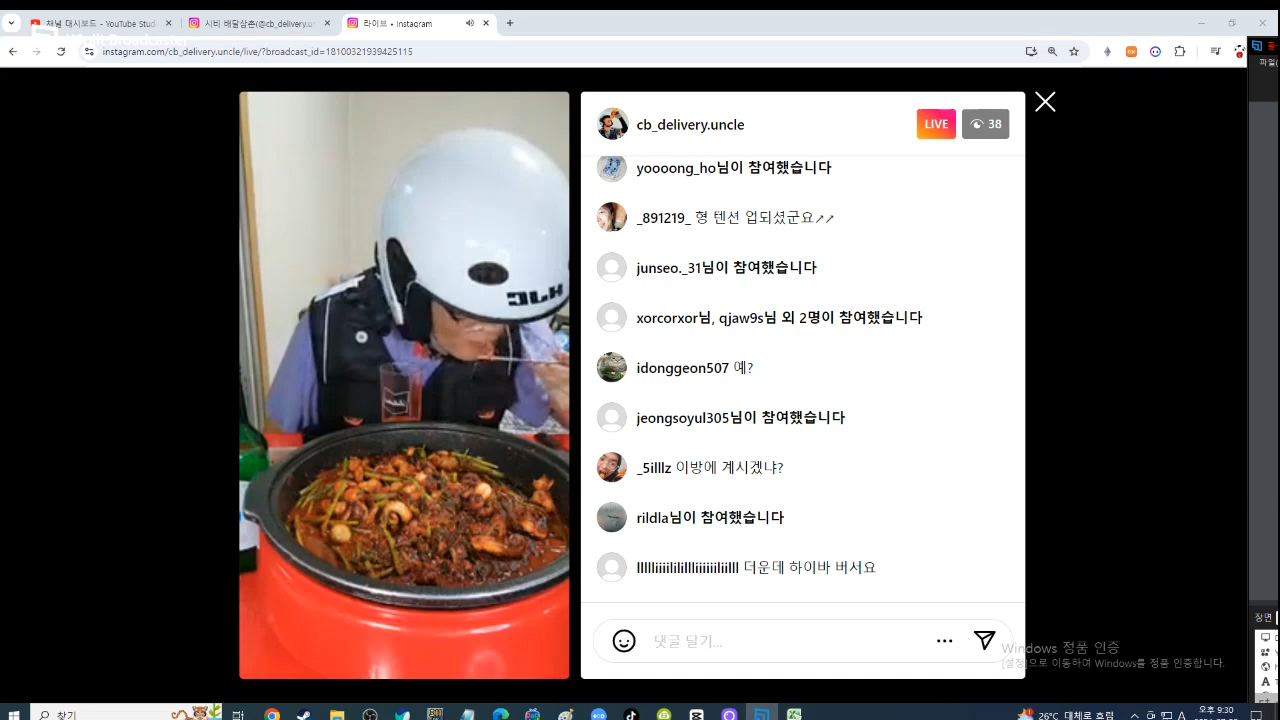 채널 대시보드 - YouTube Studi
시비 배달삼촌(@cb_delivery.u
라이브 • Instagram
instagram.com/cb_delivery.uncle/live/?broadcast_id=18100321939425115
파일(
cb_delivery.uncle
LIVE
38
yoooong_ho님이 참여했습니다
_891219_ 형 텐션 업되셨군요↗↗
junseo._31님이 참여했습니다
xorcorxor님, qjaw9s님 외 2명이 참여했습니다
idonggeon507 예?
jeongsoyul305님이 참여했습니다
_5illlz 이방에 계시겠냐?
rildla님이 참여했습니다
더운데 하이바 버서요
댓글 달기...
Windows 정품 인증
[설정]으로 이동하여 Windows를 정품 인증합니다.
장면
찾기
26°C 대체로 흐림
A
오후 9:30